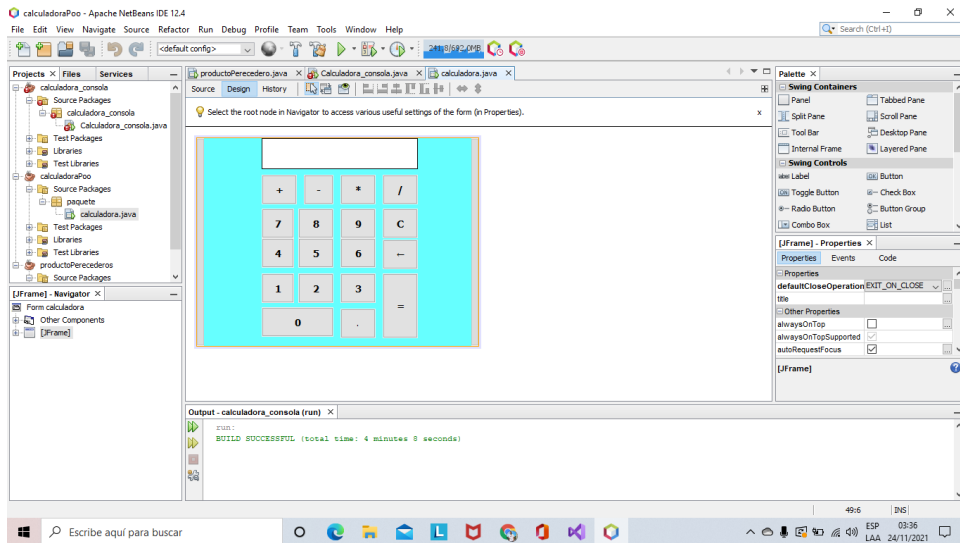 calculadoraPoo - Apache NetBeans IDE 12.4
File Edit View Navigate Source Refactor Run Debug Profile Team Tools Window Help
Search (Ctrl+I)
<default config>
241.8/692.0MB
Projects Files Services
productoPerecedero.java Calculadora_consola.java calculadora.java
Source Design History
Select the root node in Navigator to access various useful settings of the form (in Properties).
x
calculadora_consola
Source Packages
calculadora_consola
Calculadora_consola.java
Test Packages
Libraries
Test Libraries
calculadoraPoo
Source Packages
paquete
calculadora.java
Test Packages
Libraries
Test Libraries
productoPerecederos
Source Packages
+ - * /
7 8 9 C
4 5 6 ←
1 2 3 =
0 .
Palette
Swing Containers
Panel Tabbed Pane
Split Pane Scroll Pane
Tool Bar Desktop Pane
Internal Frame Layered Pane
Swing Controls
label Label OK Button
ON Toggle Button Check Box
Radio Button Button Group
Combo Box List
[JFrame] - Properties
Properties Events Code
Properties
defaultCloseOperation EXIT_ON_CLOSE ...
title ...
Other Properties
alwaysOnTop ...
alwaysOnTopSupported
autoRequestFocus ...
[JFrame]
[JFrame] - Navigator
Form calculadora
Other Components
[JFrame]
Output - calculadora_consola (run)
run:
BUILD SUCCESSFUL (total time: 4 minutes 8 seconds)
49:6 INS
Escribe aquí para buscar
L
ESP
LAA
03:36
24/11/2021